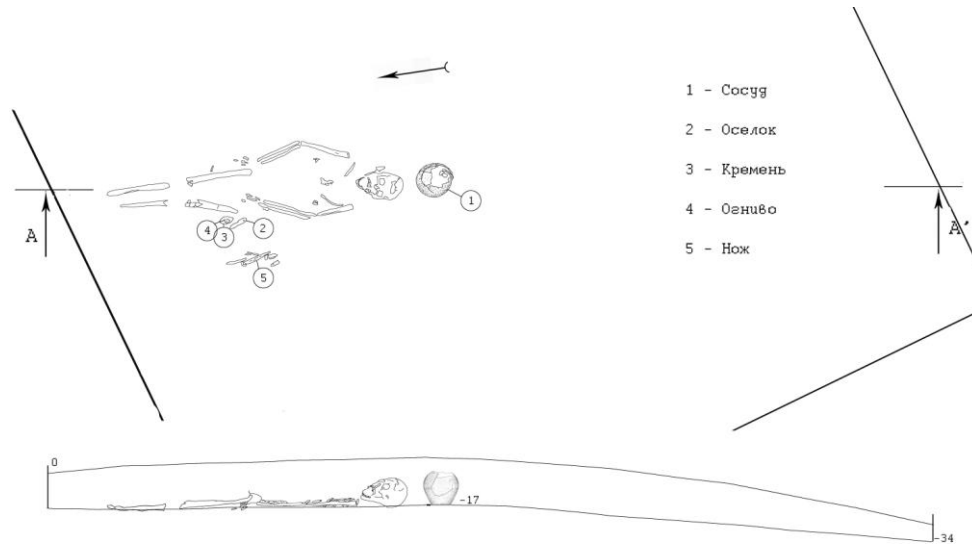 1 - Сосуд
2 - Оселок
3 - Кремень
4 - Огниво
5 - Нож
1
2
3
4
5
А
А'
0
-17
-34